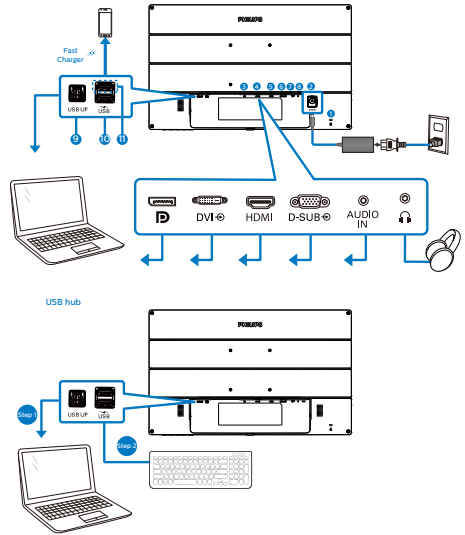 PHILIPS
Fast
Charger
3 4 5 6 7 8 2
1
USB UP
USB
9 10 11
DVI
HDMI
D-SUB
AUDIO
IN
USB hub
PHILIPS
Step 1
USB UP
USB
Step 2